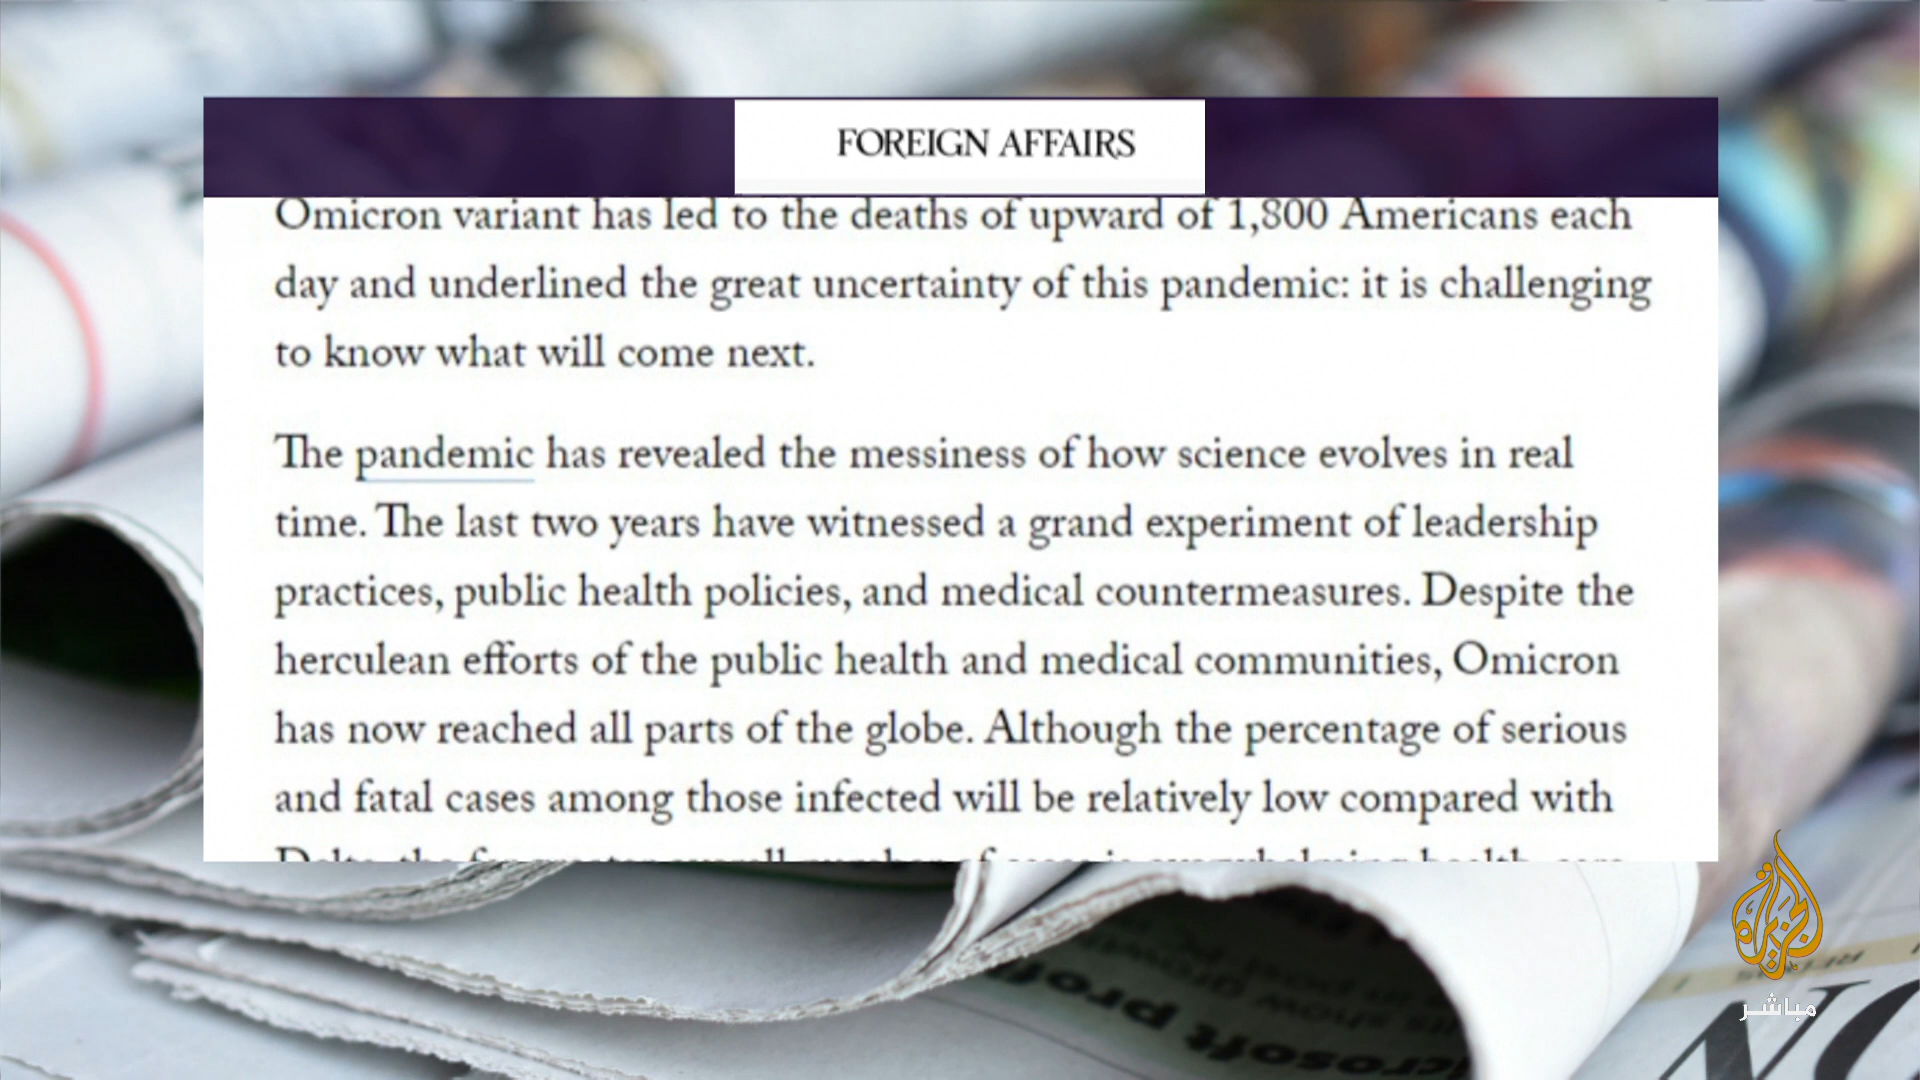 FOREIGN AFFAIRS
Omicron variant has led to the deaths of upward of 1,800 Americans each
day and underlined the great uncertainty of this pandemic: it is challenging
to know what will come next.
The pandemic has revealed the messiness of how science evolves in real
time. The last two years have witnessed a grand experiment of leadership
practices, public health policies, and medical countermeasures. Despite the
herculean efforts of the public health and medical communities, Omicron
has now reached all parts of the globe. Although the percentage of serious
and fatal cases among those infected will be relatively low compared with
الجزيرة
مباشر